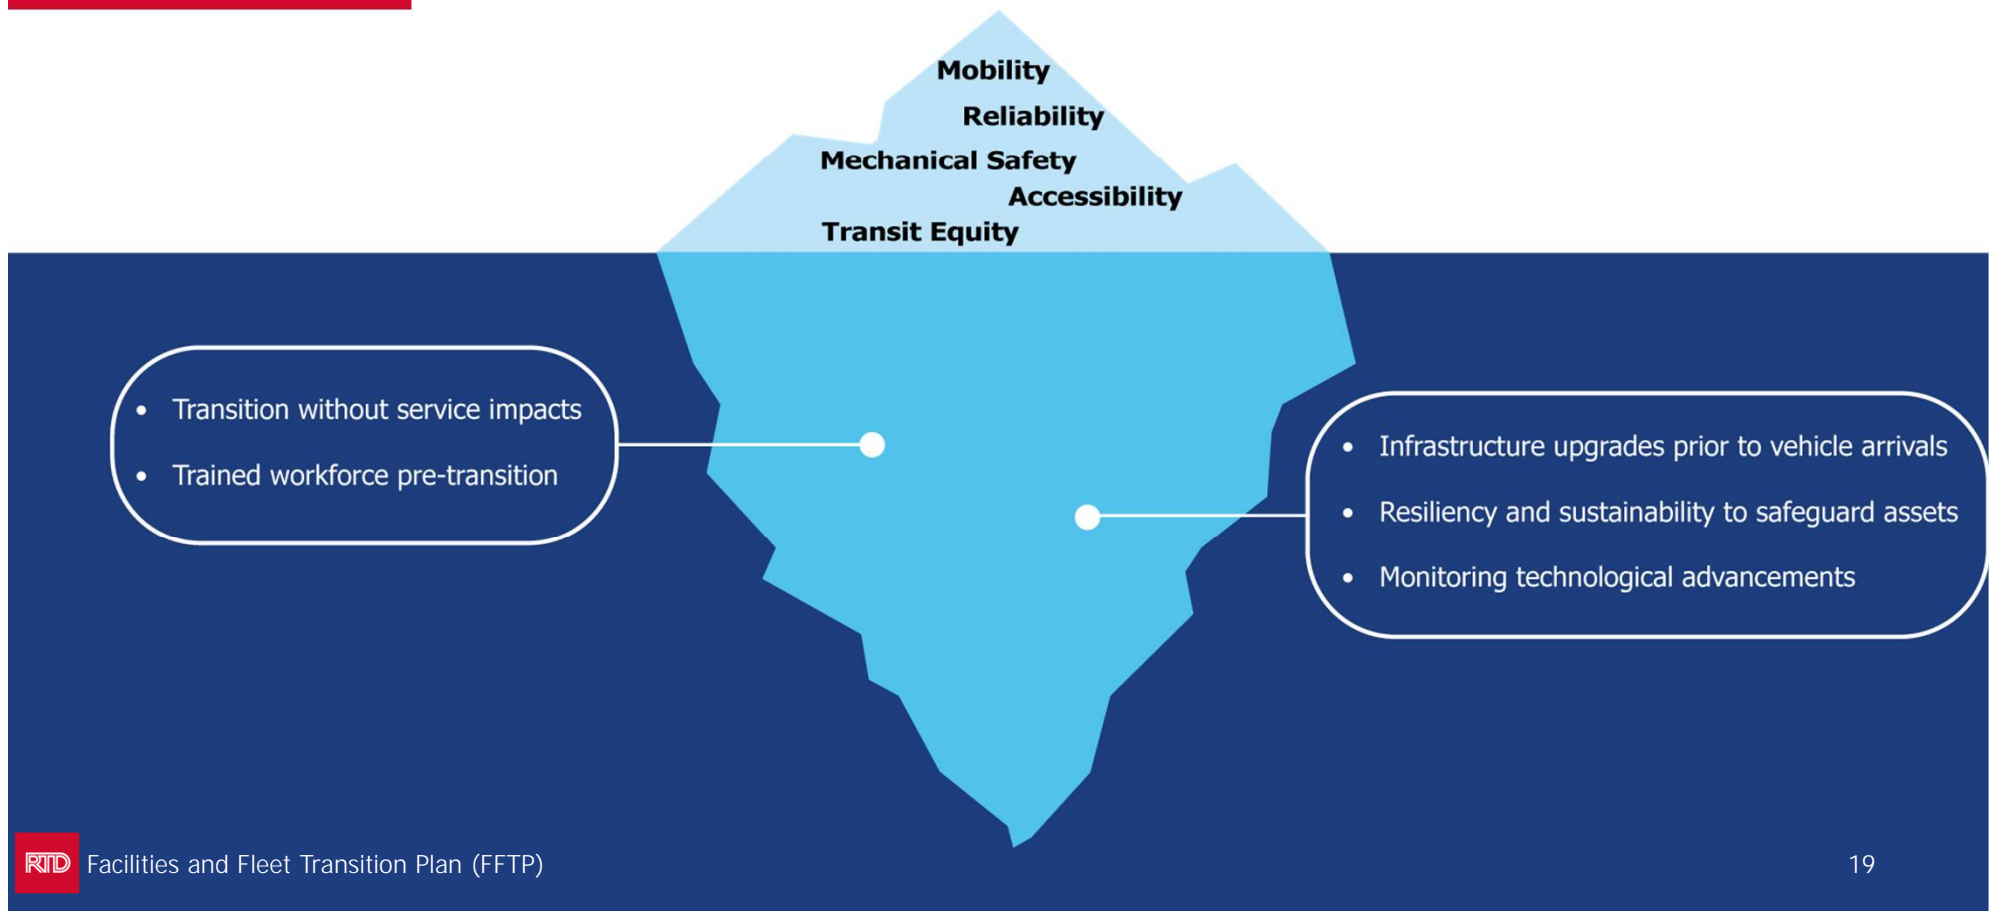 Mobility
Reliability
Mechanical Safety
Accessibility
Transit Equity
• Transition without service impacts
• Trained workforce pre-transition
• Infrastructure upgrades prior to vehicle arrivals
• Resiliency and sustainability to safeguard assets
• Monitoring technological advancements
RTD Facilities and Fleet Transition Plan (FFTP)
19